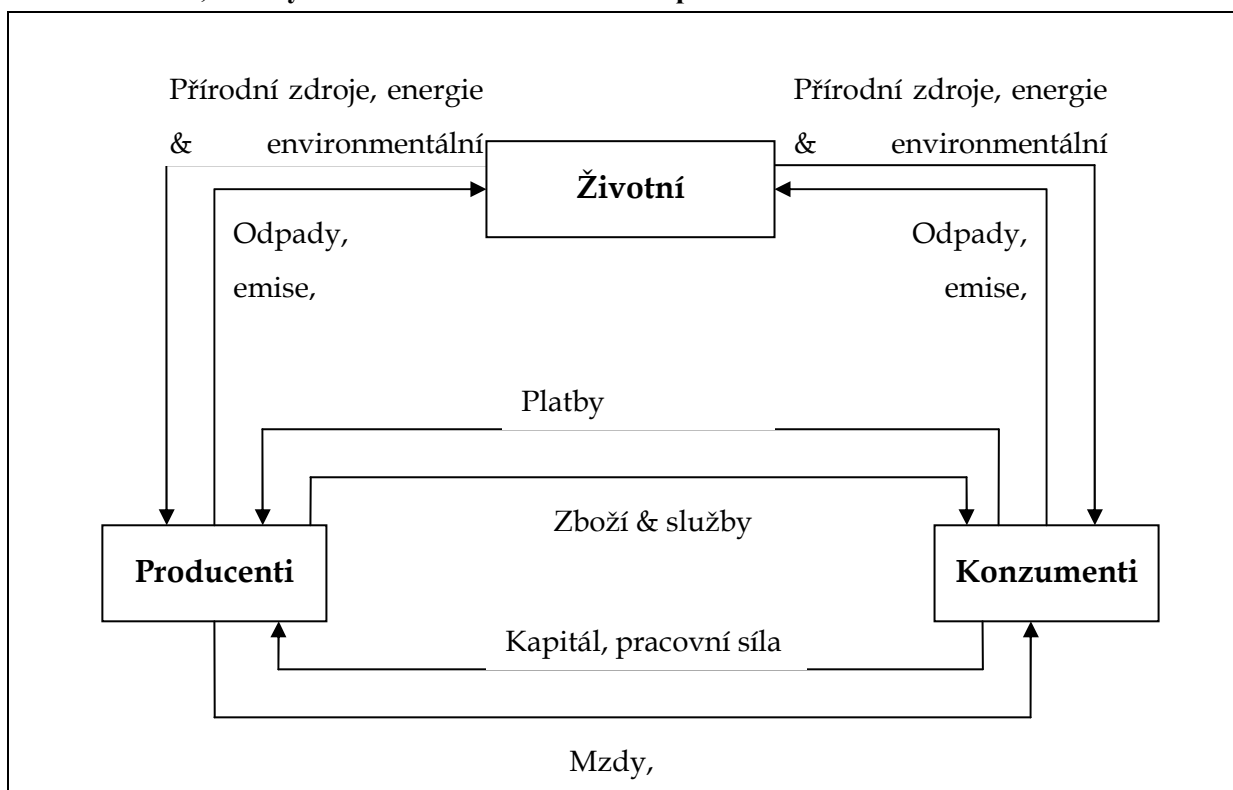 Přírodní zdroje, energie
& environmentální
Přírodní zdroje, energie
& environmentální
Životní
Odpady,
emise,
Odpady,
emise,
Platby
Zboží & služby
Producenti
Konzumenti
Kapitál, pracovní síla
Mzdy,